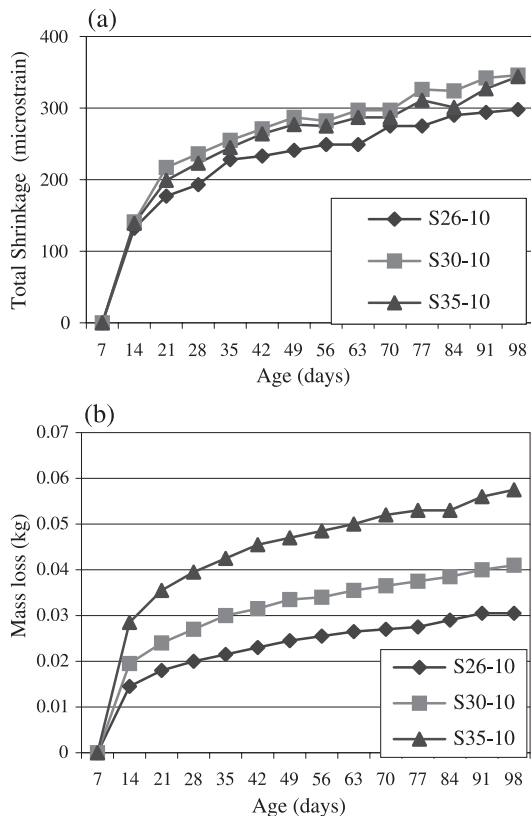 (a)
Total Shrinkage (microstrain)
400
300
200
100
0
S26-10
S30-10
S35-10
7 14 21 28 35 42 49 56 63 70 77 84 91 98
Age (days)
(b)
Mass loss (kg)
0.07
0.06
0.05
0.04
0.03
0.02
0.01
0
S26-10
S30-10
S35-10
7 14 21 28 35 42 49 56 63 70 77 84 91 98
Age (days)